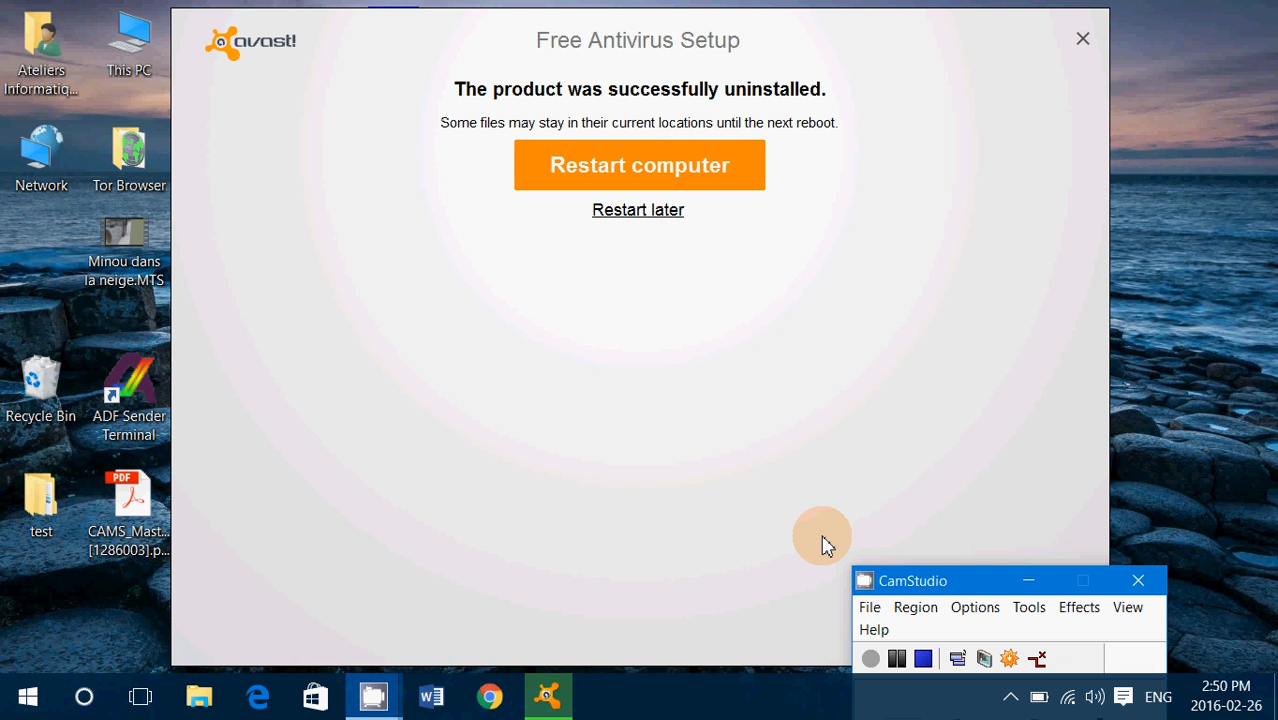 Ateliers
Informatiq...
This PC
Network
Tor Browser
Minou dans
la neige.MTS
Recycle Bin
ADF Sender
Terminal
test
PDF
CAMS_Mast...
[1286003].p...
avast!
Free Antivirus Setup
The product was successfully uninstalled.
Some files may stay in their current locations until the next reboot.
Restart computer
Restart later
CamStudio
File Region Options Tools Effects View
Help
ENG
2:50 PM
2016-02-26